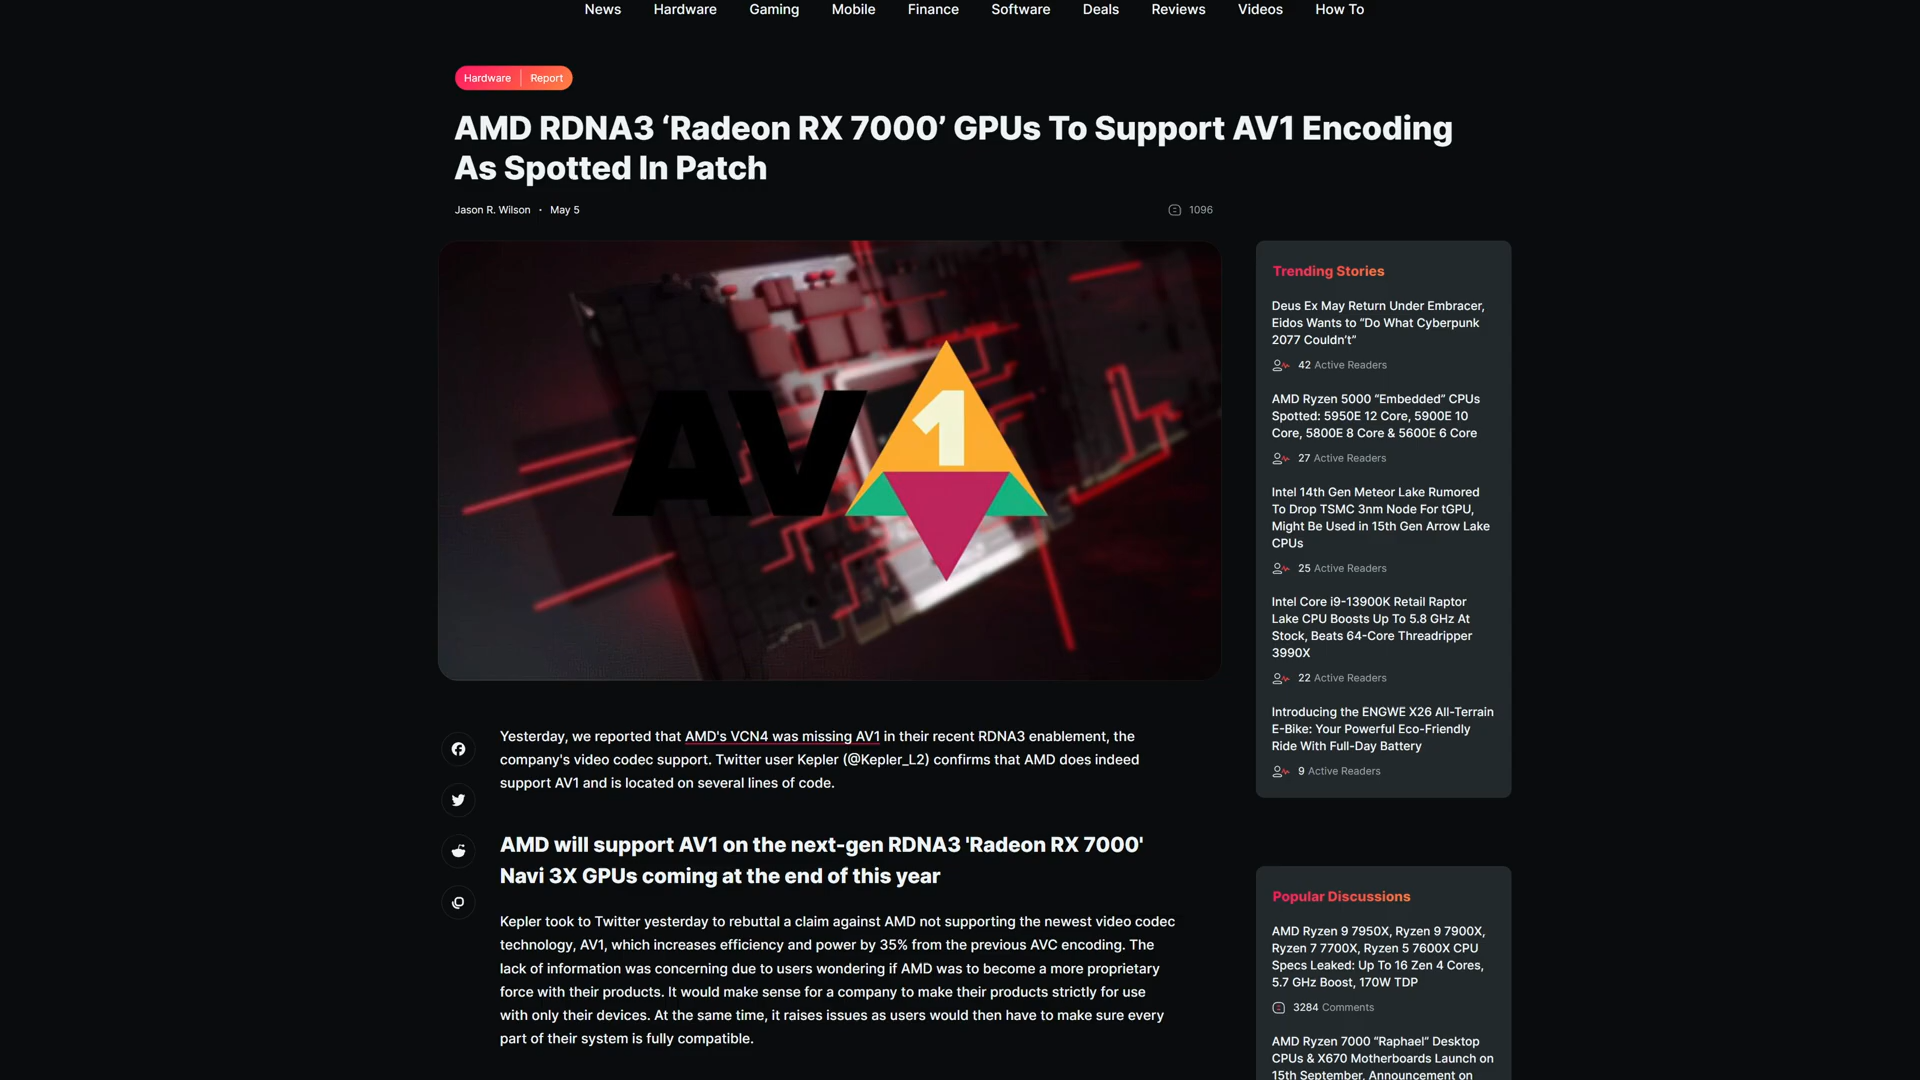 News Hardware Gaming Mobile Finance Software Deals Reviews Videos How To
Hardware Report
AMD RDNA3 ‘Radeon RX 7000’ GPUs To Support AV1 Encoding
As Spotted In Patch
Jason R. Wilson • May 5
1096
AV1
Yesterday, we reported that AMD's VCN4 was missing AV1 in their recent RDNA3 enablement, the
company's video codec support. Twitter user Kepler (@Kepler_L2) confirms that AMD does indeed
support AV1 and is located on several lines of code.
AMD will support AV1 on the next-gen RDNA3 'Radeon RX 7000'
Navi 3X GPUs coming at the end of this year
Kepler took to Twitter yesterday to rebuttal a claim against AMD not supporting the newest video codec
technology, AV1, which increases efficiency and power by 35% from the previous AVC encoding. The
lack of information was concerning due to users wondering if AMD was to become a more proprietary
force with their products. It would make sense for a company to make their products strictly for use
with only their devices. At the same time, it raises issues as users would then have to make sure every
part of their system is fully compatible.
Trending Stories
Deus Ex May Return Under Embracer,
Eidos Wants to “Do What Cyberpunk
2077 Couldn’t”
42 Active Readers
AMD Ryzen 5000 “Embedded” CPUs
Spotted: 5950E 12 Core, 5900E 10
Core, 5800E 8 Core & 5600E 6 Core
27 Active Readers
Intel 14th Gen Meteor Lake Rumored
To Drop TSMC 3nm Node For tGPU,
Might Be Used in 15th Gen Arrow Lake
CPUs
25 Active Readers
Intel Core i9-13900K Retail Raptor
Lake CPU Boosts Up To 5.8 GHz At
Stock, Beats 64-Core Threadripper
3990X
22 Active Readers
Introducing the ENGWE X26 All-Terrain
E-Bike: Your Powerful Eco-Friendly
Ride With Full-Day Battery
9 Active Readers
Popular Discussions
AMD Ryzen 9 7950X, Ryzen 9 7900X,
Ryzen 7 7700X, Ryzen 5 7600X CPU
Specs Leaked: Up To 16 Zen 4 Cores,
5.7 GHz Boost, 170W TDP
3284 Comments
AMD Ryzen 7000 “Raphael” Desktop
CPUs & X670 Motherboards Launch on
15th September, Announcement on